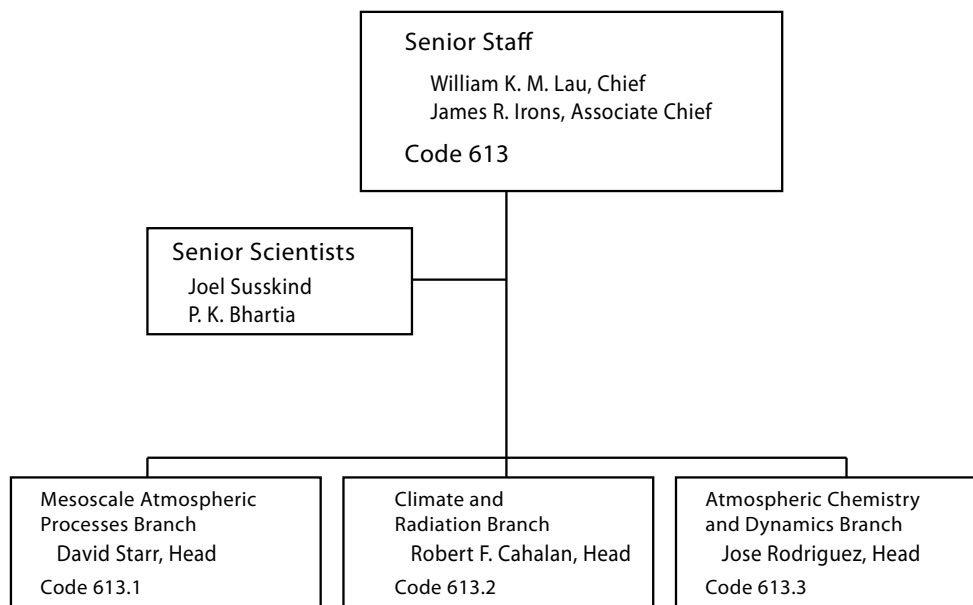 Senior Staff
William K. M. Lau, Chief
James R. Irons, Associate Chief
Code 613
Senior Scientists
Joel Susskind
P. K. Bhartia
Mesoscale Atmospheric
Processes Branch
David Starr, Head
Code 613.1
Climate and
Radiation Branch
Robert F. Cahalan, Head
Code 613.2
Atmospheric Chemistry
and Dynamics Branch
Jose Rodriguez, Head
Code 613.3